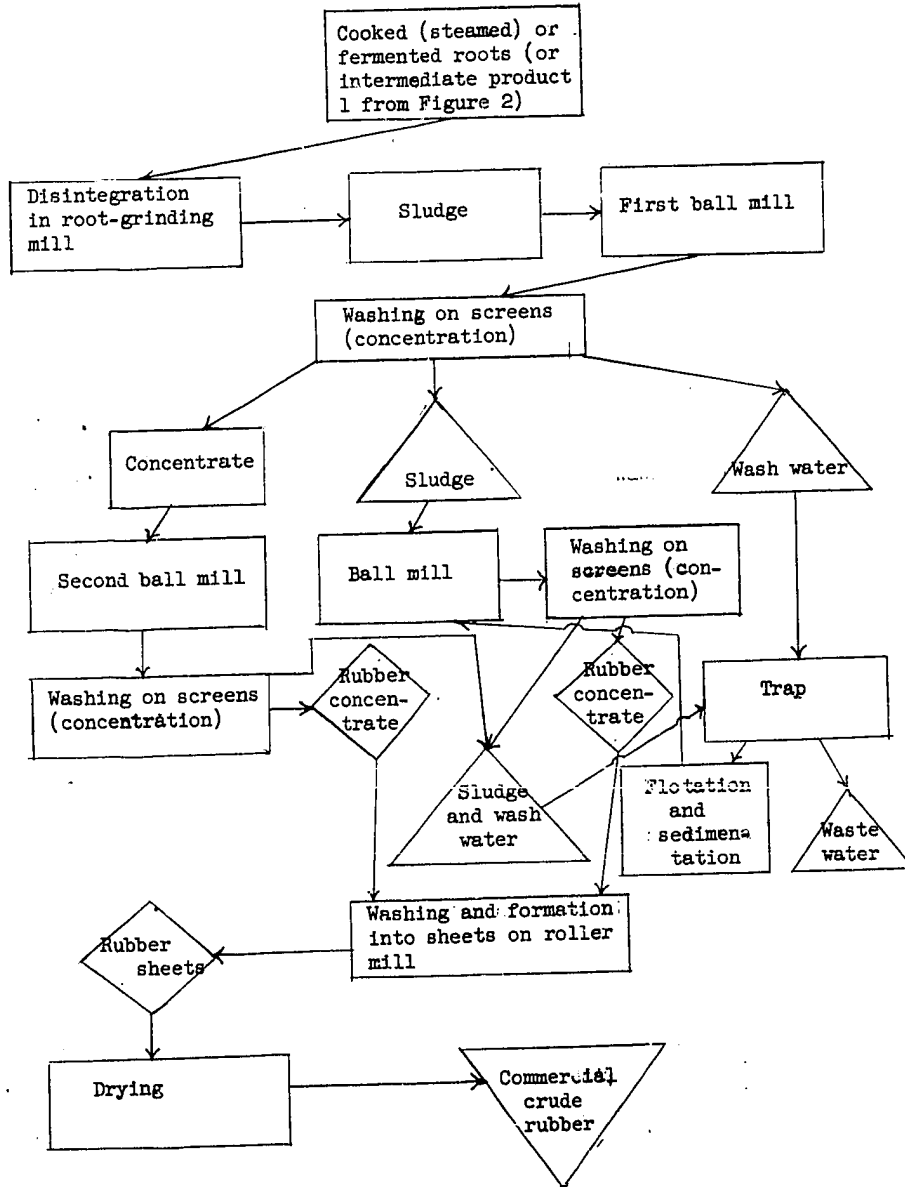 Cooked (steamed) or
fermented roots (or
intermediate product
1 from Figure 2)
Disintegration
in root-grinding
mill
Sludge
First ball mill
Washing on screens
(concentration)
Concentrate
Sludge
Wash water
Second ball mill
Ball mill
Washing on
screens (con-
centration)
Washing on screens
(concentration)
Rubber
concen-
trate
Rubber
concen-
trate
Trap
Sludge
and wash
water
Flotation
and
sedimena
tation
Waste
water
Washing and formation
into sheets on roller
mill
Rubber
sheets
Drying
Commercial
crude
rubber